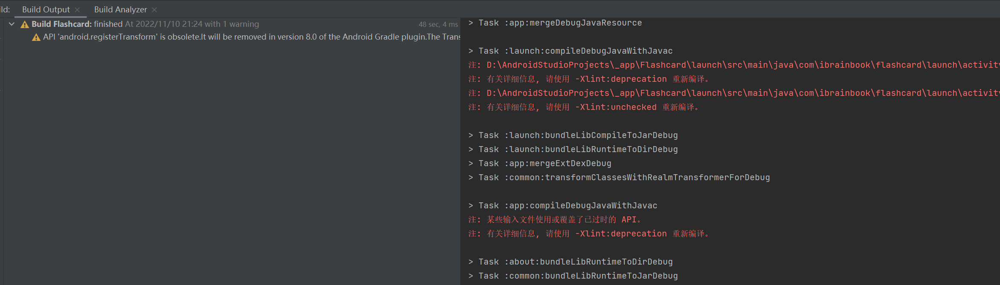 ild: Build Output Build Analyzer
Build Flashcard: finished At 2022/11/10 21:24 with 1 warning 48 sec, 4 ms
API 'android.registerTransform' is obsolete.It will be removed in version 8.0 of the Android Gradle plugin.The Trans
> Task :app:mergeDebugJavaResource
> Task :launch:compileDebugJavaWithJavac
注: D:\AndroidStudioProjects\_app\Flashcard\launch\src\main\java\com\ibrainbook\flashcard\launch\activity
注: 有关详细信息, 请使用 -Xlint:deprecation 重新编译。
注: D:\AndroidStudioProjects\_app\Flashcard\launch\src\main\java\com\ibrainbook\flashcard\launch\activity
注: 有关详细信息, 请使用 -Xlint:unchecked 重新编译。
> Task :launch:bundleLibCompileToJarDebug
> Task :launch:bundleLibRuntimeToDirDebug
> Task :app:mergeExtDexDebug
> Task :common:transformClassesWithRealmTransformerForDebug
> Task :app:compileDebugJavaWithJavac
注: 某些输入文件使用或覆盖了已过时的 API。
注: 有关详细信息, 请使用 -Xlint:deprecation 重新编译。
> Task :about:bundleLibRuntimeToDirDebug
> Task :common:bundleLibRuntimeToJarDebug